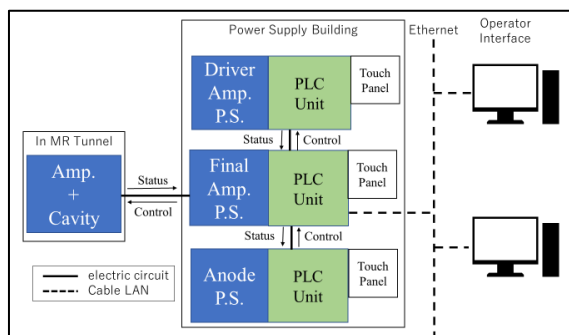 Power Supply Building
Ethernet
Operator
Interface
Driver
Amp.
P.S.
PLC
Unit
Touch
Panel
Status
Control
In MR Tunnel
Amp.
+
Cavity
Status
Control
Final
Amp.
P.S.
PLC
Unit
Touch
Panel
Status
Control
Anode
P.S.
PLC
Unit
Touch
Panel
electric circuit
Cable LAN